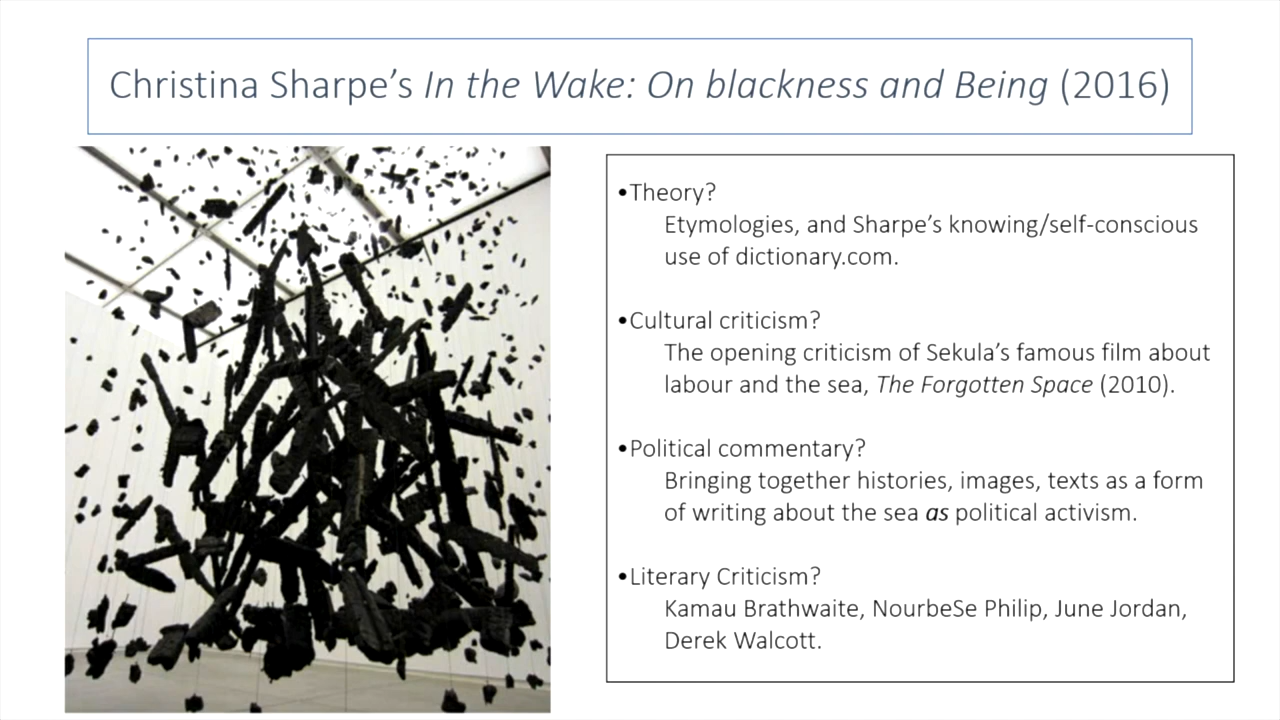 Christina Sharpe’s In the Wake: On blackness and Being (2016)
•Theory?
Etymologies, and Sharpe’s knowing/self-conscious
use of dictionary.com.
•Cultural criticism?
The opening criticism of Sekula’s famous film about
labour and the sea, The Forgotten Space (2010).
•Political commentary?
Bringing together histories, images, texts as a form
of writing about the sea as political activism.
•Literary Criticism?
Kamau Brathwaite, NourbeSe Philip, June Jordan,
Derek Walcott.